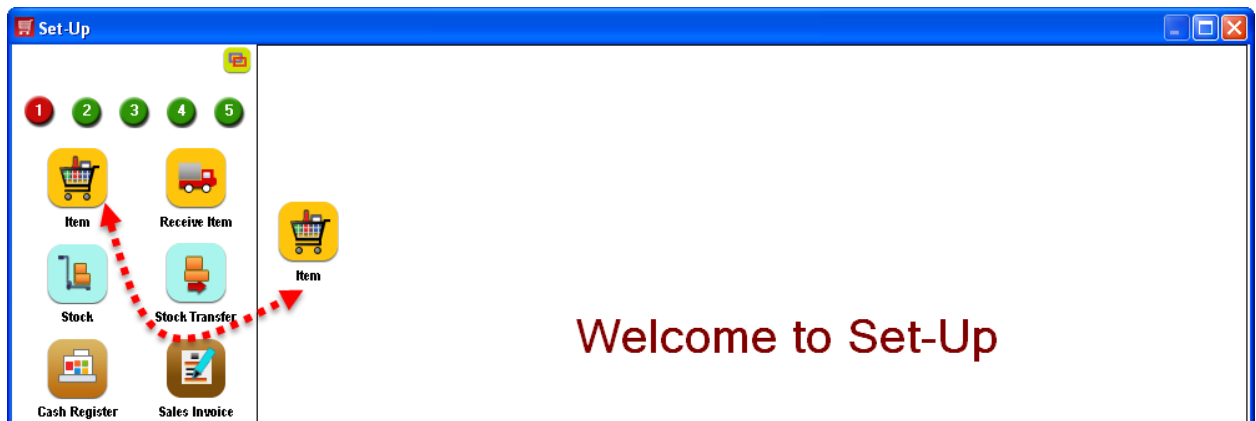 Set-Up
1 2 3 4 5
Item Receive Item
Item
Stock Stock Transfer
Welcome to Set-Up
Cash Register Sales Invoice